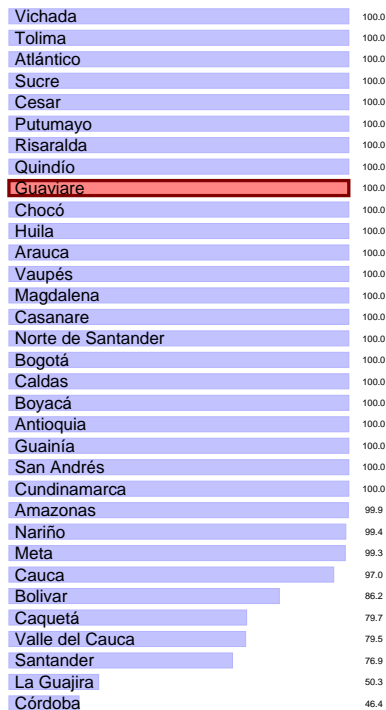 Vichada 100.0
Tolima 100.0
Atlántico 100.0
Sucre 100.0
Cesar 100.0
Putumayo 100.0
Risaralda 100.0
Quindío 100.0
Guaviare 100.0
Chocó 100.0
Huila 100.0
Arauca 100.0
Vaupés 100.0
Magdalena 100.0
Casanare 100.0
Norte de Santander 100.0
Bogotá 100.0
Caldas 100.0
Boyacá 100.0
Antioquia 100.0
Guainía 100.0
San Andrés 100.0
Cundinamarca 100.0
Amazonas 99.9
Nariño 99.4
Meta 99.3
Cauca 97.0
Bolivar 86.2
Caquetá 79.7
Valle del Cauca 79.5
Santander 76.9
La Guajira 50.3
Córdoba 46.4